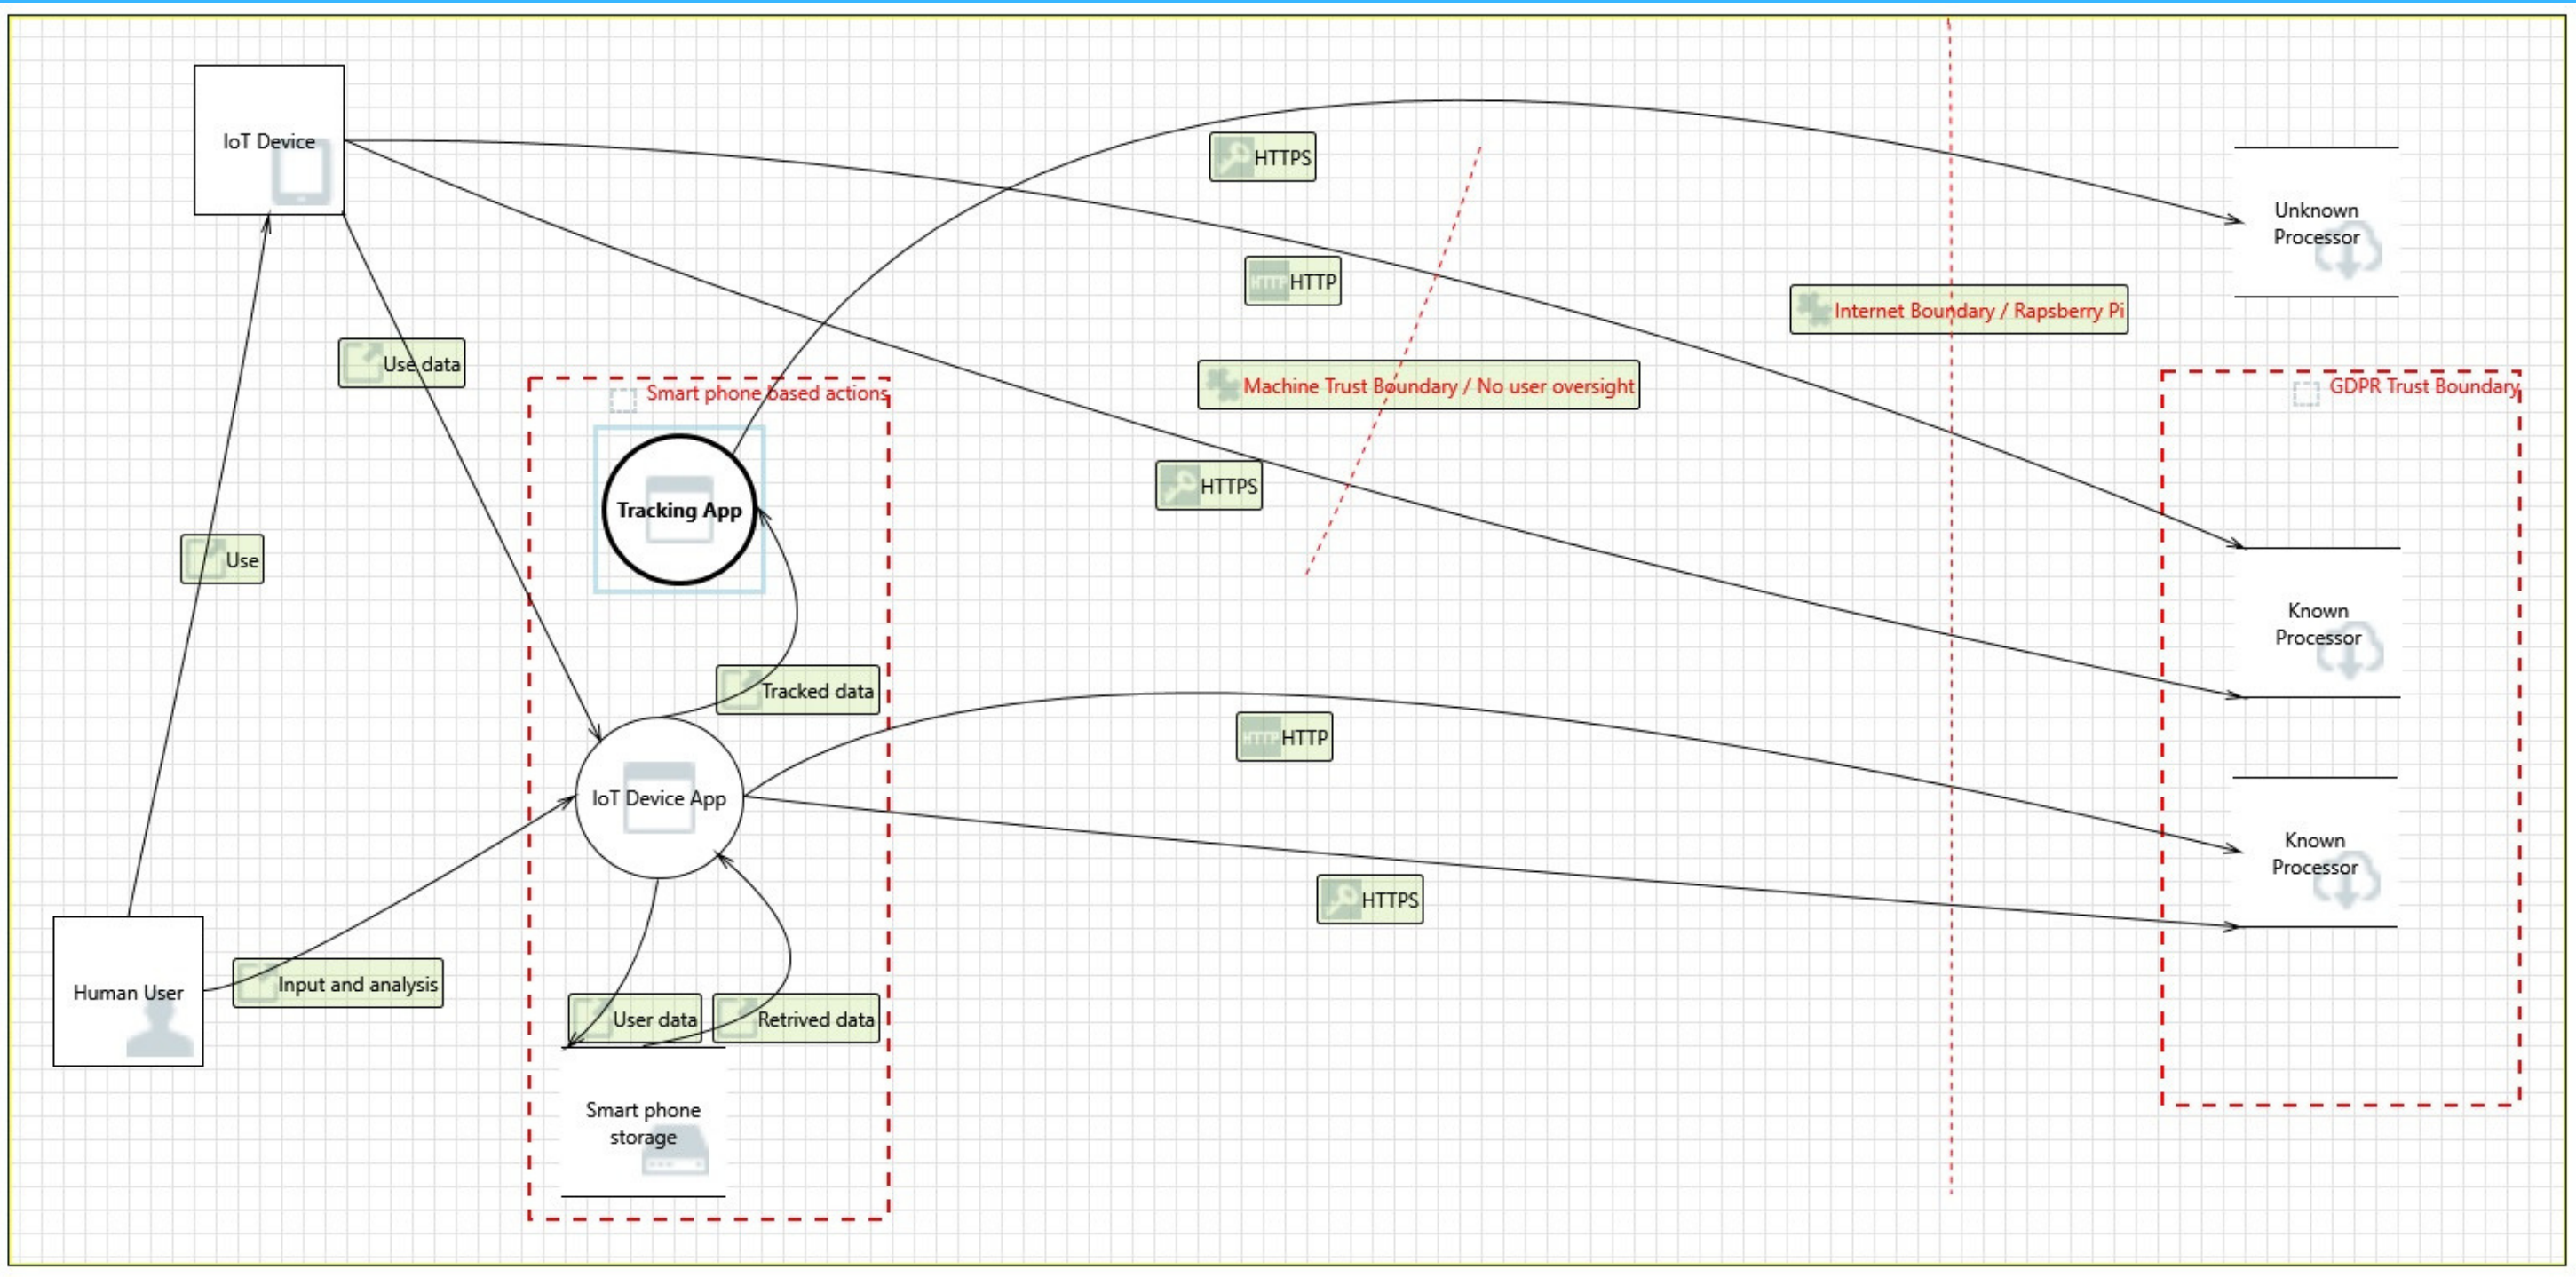 IoT Device
HTTPS
Unknown
Processor
HTTP HTTP
Internet Boundary / Rapsberry Pi
Use data
Machine Trust Boundary / No user oversight
Smart phone based actions
GDPR Trust Boundary
HTTPS
Tracking App
Use
Known
Processor
Tracked data
HTTP HTTP
IoT Device App
Known
Processor
HTTPS
Input and analysis
Human User
User data
Retrived data
Smart phone
storage